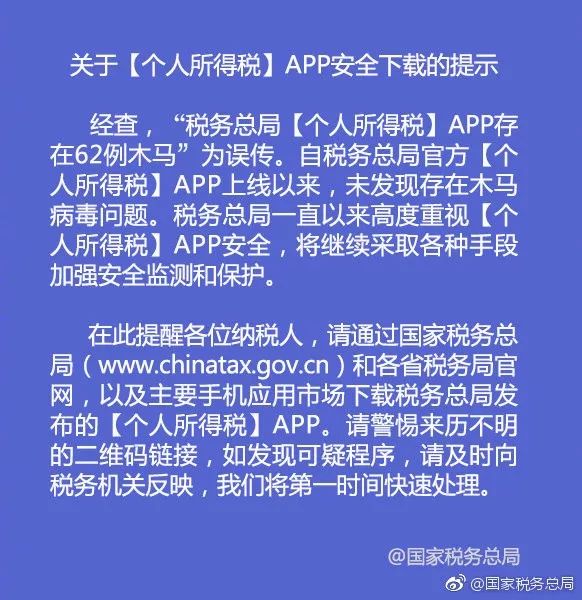 关于【个人所得税】APP安全下载的提示
经查，“税务总局【个人所得税】APP存
在62例木马”为误传。自税务总局官方【个
人所得税】APP上线以来，未发现存在木马
病毒问题。税务总局一直以来高度重视【个
人所得税】APP安全，将继续采取各种手段
加强安全监测和保护。
在此提醒各位纳税人，请通过国家税务总
局（www.chinatax.gov.cn）和各省税务局官
网，以及主要手机应用市场下载税务总局发
布的【个人所得税】APP。请警惕来历不明
的二维码链接，如发现可疑程序，请及时向
税务机关反映，我们将第一时间快速处理。
@国家税务总局
@国家税务总局